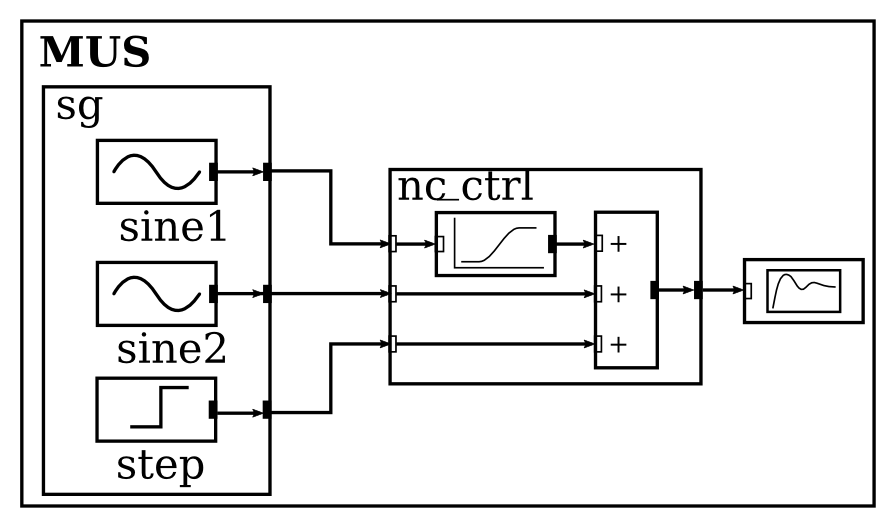 MUS
sg
sine1
sine2
step
nc_ctrl
+
+
+